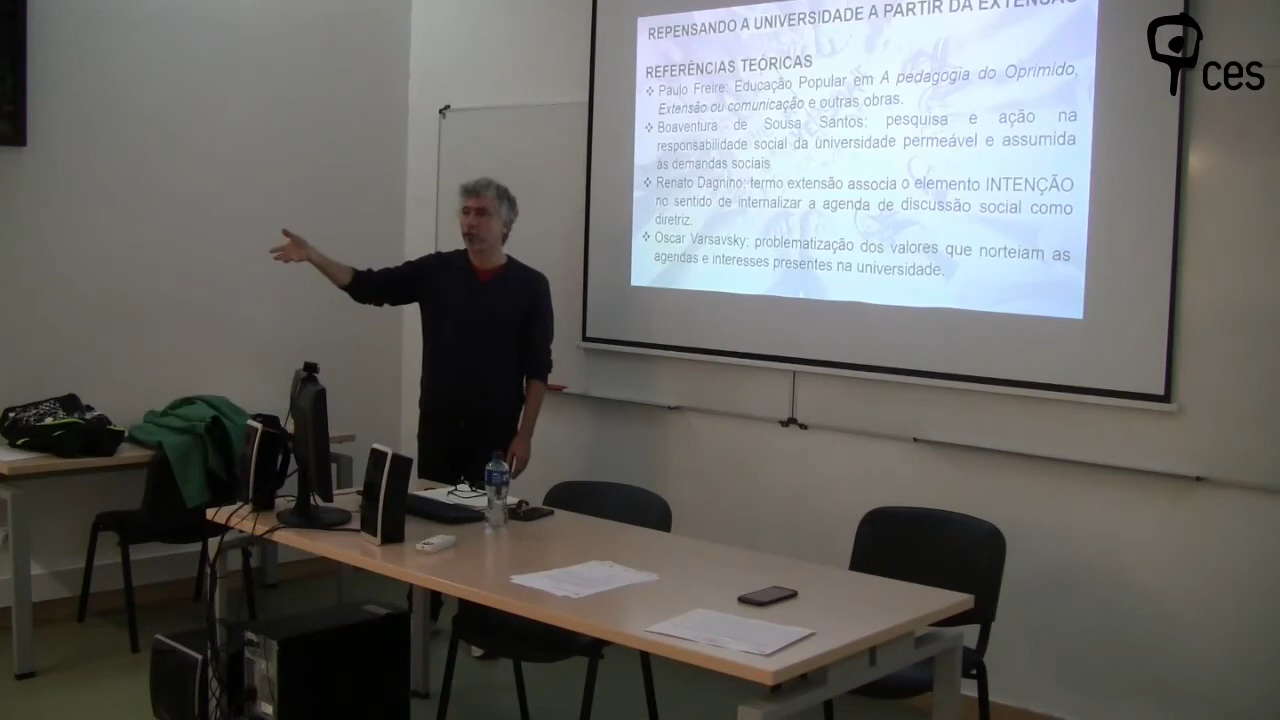 REPENSANDO A UNIVERSIDADE A PARTIR DA EXTENSÃO
REFERÊNCIAS TEÓRICAS
❖ Paulo Freire: Educação Popular em A pedagogia do Oprimido,
Extensão ou comunicação e outras obras.
❖ Boaventura de Sousa Santos: pesquisa e ação na
responsabilidade social da universidade permeável e assumida
às demandas sociais
❖ Renato Dagnino: termo extensão associa o elemento INTENÇÃO
no sentido de internalizar a agenda de discussão social como
diretriz.
❖ Oscar Varsavsky: problematização dos valores que norteiam as
agendas e interesses presentes na universidade.
ces